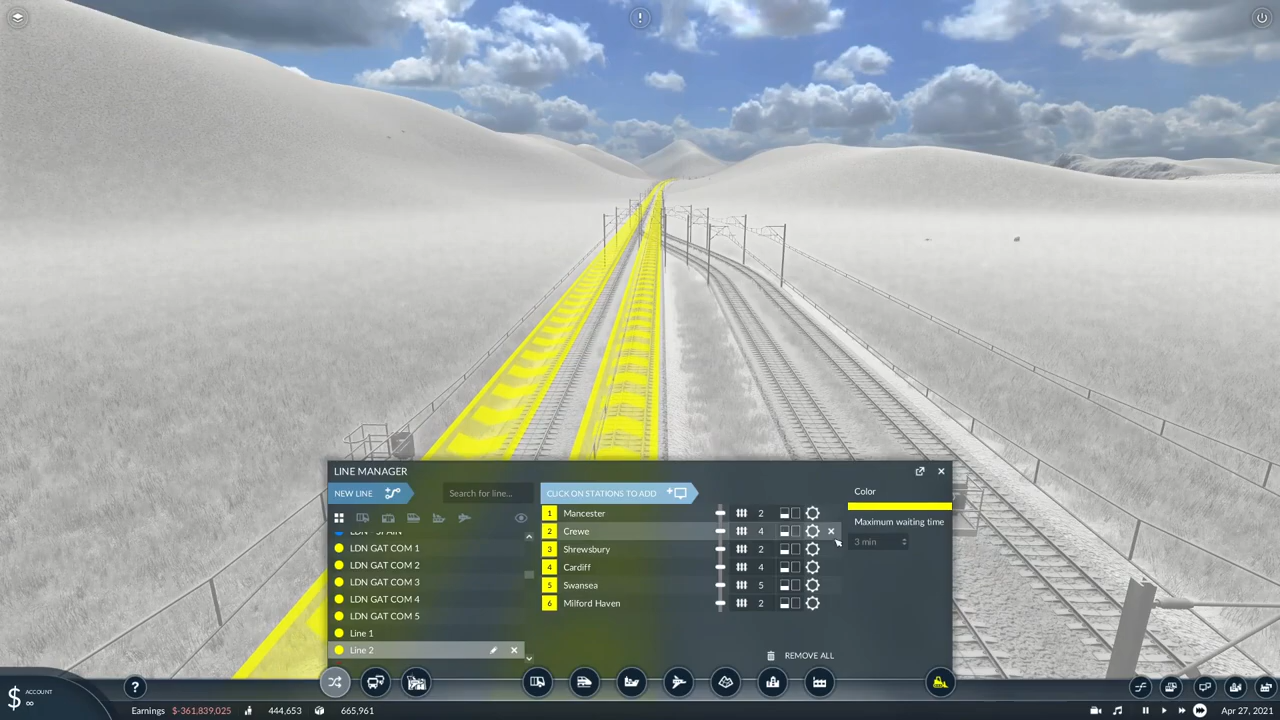 LINE MANAGER
NEW LINE
Search for line...
CLICK ON STATIONS TO ADD
Color
Maximum waiting time
3 min
LDN - SPAIN
LDN GAT COM 1
LDN GAT COM 2
LDN GAT COM 3
LDN GAT COM 4
LDN GAT COM 5
Line 1
Line 2
1 Mancester 2
2 Crewe 4
3 Shrewsbury 2
4 Cardiff 4
5 Swansea 5
6 Milford Haven 2
REMOVE ALL
$ ACCOUNT
∞
?
!
Earnings $-361,839,025 444,653 665,961
Apr 27, 2021